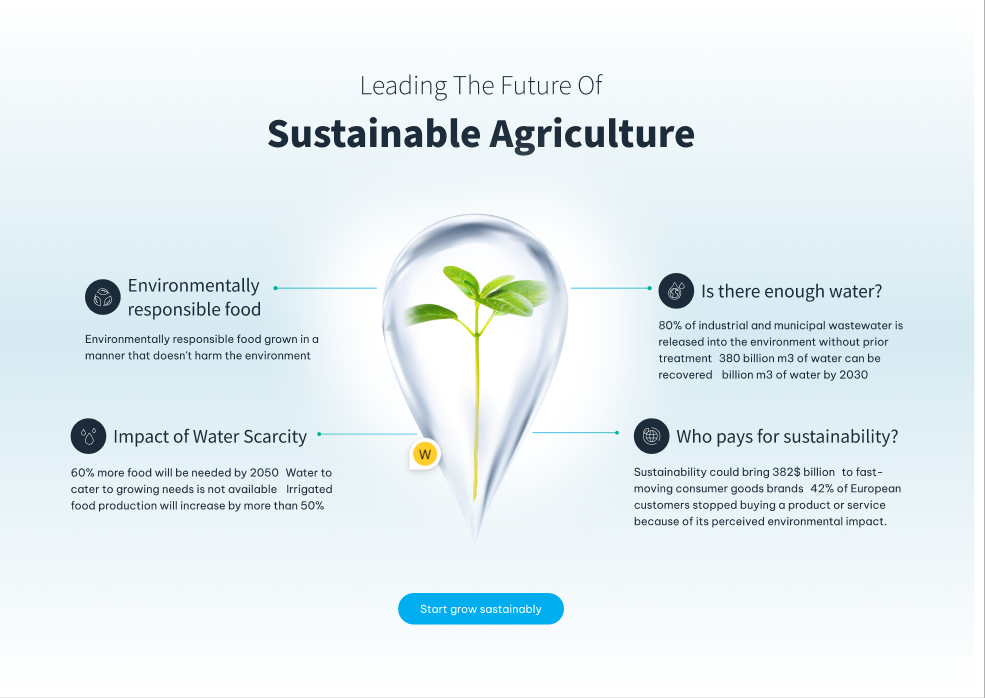 Leading The Future Of
Sustainable Agriculture
Environmentally
responsible food
Environmentally responsible food grown in a
manner that doesn't harm the environment
Is there enough water?
80% of industrial and municipal wastewater is
released into the environment without prior
treatment 380 billion m3 of water can be
recovered billion m3 of water by 2030
Impact of Water Scarcity
60% more food will be needed by 2050 Water to
cater to growing needs is not available Irrigated
food production will increase by more than 50%
W
Who pays for sustainability?
Sustainability could bring 382$ billion to fast-
moving consumer goods brands 42% of European
customers stopped buying a product or service
because of its perceived environmental impact.
Start grow sastainably